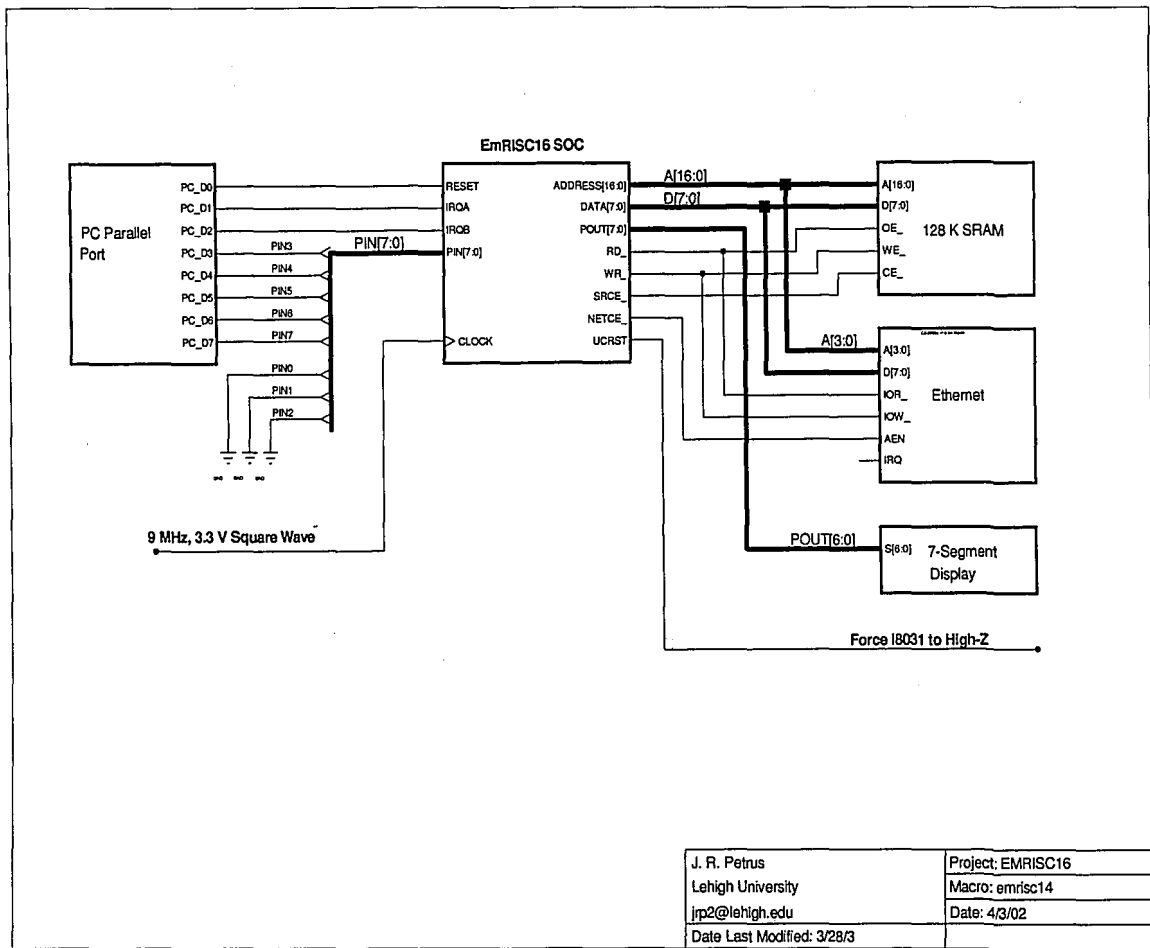 EmRISC16 SOC
PC Parallel
Port
PC_D0
PC_D1
PC_D2
PC_D3
PC_D4
PC_D5
PC_D6
PC_D7
PIN3
PIN4
PIN5
PIN6
PIN7
PIN0
PIN1
PIN2
GND GND GND
PIN[7:0]
RESET
IRQA
IRQB
PIN[7:0]
CLOCK
ADDRESS[16:0]
DATA[7:0]
POUT[7:0]
RD_
WR_
SRCE_
NETCE_
UCRST
A[16:0]
D[7:0]
A[16:0]
D[7:0]
OE_
WE_
CE_
128 K SRAM
A[3:0]
A[3:0]
D[7:0]
IOR_
IOW_
AEN
IRQ
Ethernet
POUT[6:0]
S[6:0]
7-Segment
Display
9 MHz, 3.3 V Square Wave
Force I8031 to High-Z
J. R. Petrus
Lehigh University
jrp2@lehigh.edu
Date Last Modified: 3/28/3
Project: EMRISC16
Macro: emrisc14
Date: 4/3/02